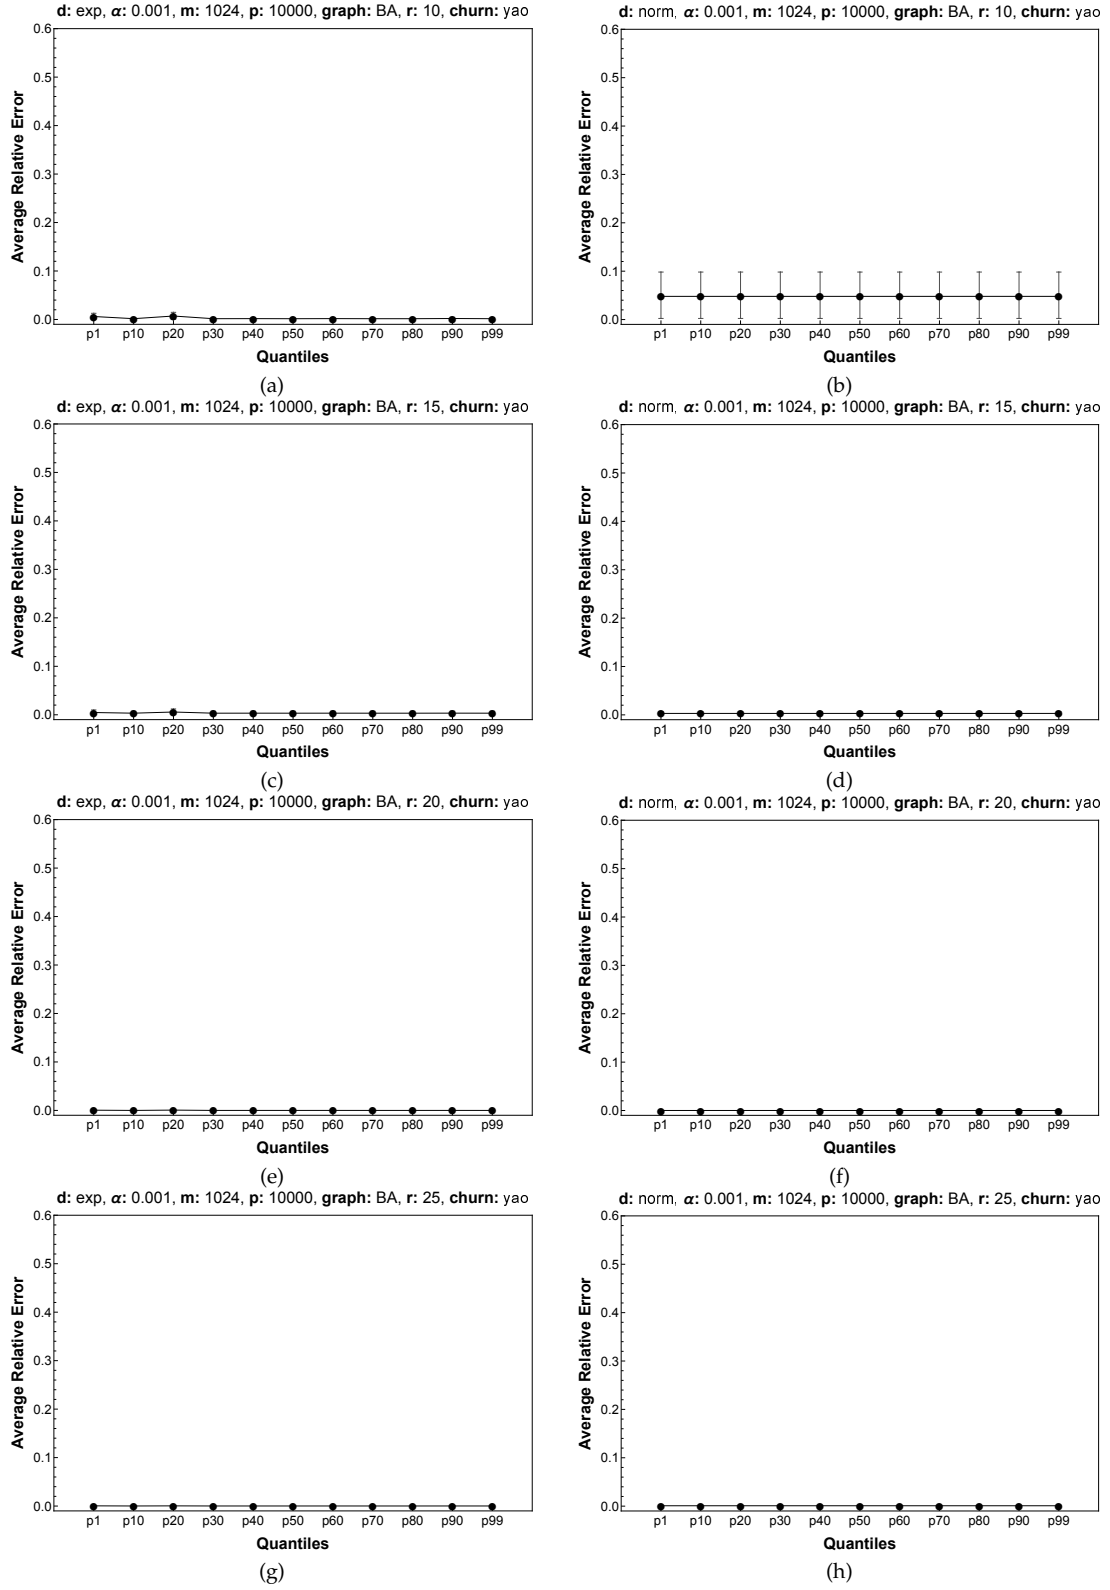 d: exp, α: 0.001, m: 1024, p: 10000, graph: BA, r: 10, churn: yao
0.6
0.5
0.4
0.3
0.2
0.1
0.0
Average Relative Error
p1 p10 p20 p30 p40 p50 p60 p70 p80 p90 p99
Quantiles
(a)
d: norm, α: 0.001, m: 1024, p: 10000, graph: BA, r: 10, churn: yao
0.6
0.5
0.4
0.3
0.2
0.1
0.0
Average Relative Error
p1 p10 p20 p30 p40 p50 p60 p70 p80 p90 p99
Quantiles
(b)
d: exp, α: 0.001, m: 1024, p: 10000, graph: BA, r: 15, churn: yao
0.6
0.5
0.4
0.3
0.2
0.1
0.0
Average Relative Error
p1 p10 p20 p30 p40 p50 p60 p70 p80 p90 p99
Quantiles
(c)
d: norm, α: 0.001, m: 1024, p: 10000, graph: BA, r: 15, churn: yao
0.6
0.5
0.4
0.3
0.2
0.1
0.0
Average Relative Error
p1 p10 p20 p30 p40 p50 p60 p70 p80 p90 p99
Quantiles
(d)
d: exp, α: 0.001, m: 1024, p: 10000, graph: BA, r: 20, churn: yao
0.6
0.5
0.4
0.3
0.2
0.1
0.0
Average Relative Error
p1 p10 p20 p30 p40 p50 p60 p70 p80 p90 p99
Quantiles
(e)
d: norm, α: 0.001, m: 1024, p: 10000, graph: BA, r: 20, churn: yao
0.6
0.5
0.4
0.3
0.2
0.1
0.0
Average Relative Error
p1 p10 p20 p30 p40 p50 p60 p70 p80 p90 p99
Quantiles
(f)
d: exp, α: 0.001, m: 1024, p: 10000, graph: BA, r: 25, churn: yao
0.6
0.5
0.4
0.3
0.2
0.1
0.0
Average Relative Error
p1 p10 p20 p30 p40 p50 p60 p70 p80 p90 p99
Quantiles
(g)
d: norm, α: 0.001, m: 1024, p: 10000, graph: BA, r: 25, churn: yao
0.6
0.5
0.4
0.3
0.2
0.1
0.0
Average Relative Error
p1 p10 p20 p30 p40 p50 p60 p70 p80 p90 p99
Quantiles
(h)